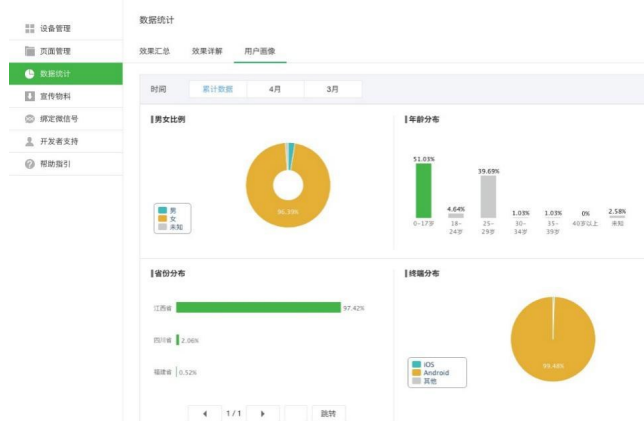 设备管理
页面管理
数据统计
宣传物料
绑定微信号
开发者支持
帮助指引
数据统计
效果汇总 效果详解 用户画像
时间 累计数据 4月 3月
男女比例
男
女
未知
年龄分布
51.03%
4.64%
39.69%
1.03%
1.03%
0%
2.58%
0-17岁
18-24岁
25-29岁
30-34岁
35-39岁
40岁以上
未知
省份分布
江西省 97.42%
四川省 2.06%
福建省 0.52%
1/1 跳转
终端分布
iOS
Android
其他
99.48%